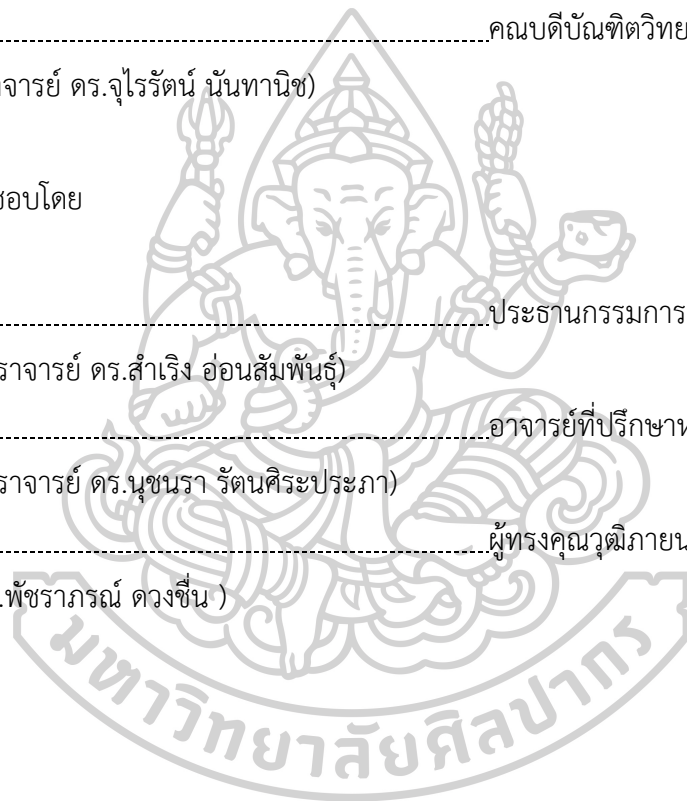 คณบดีบัณฑิตวิทย
าจารย์ ดร.จุไรรัตน์ นันทานิช)
ชอบโดย
ประธานกรรมการ
ราจารย์ ดร.สำเริง อ่อนสัมพันธุ์)
อาจารย์ที่ปรึกษาห
ราจารย์ ดร.นุชนรา รัตนศิระประภา)
ผู้ทรงคุณวุฒิภายน
.พัชราภรณ์ ดวงชื่น )
มหาวิทยาลัยศิลปากร